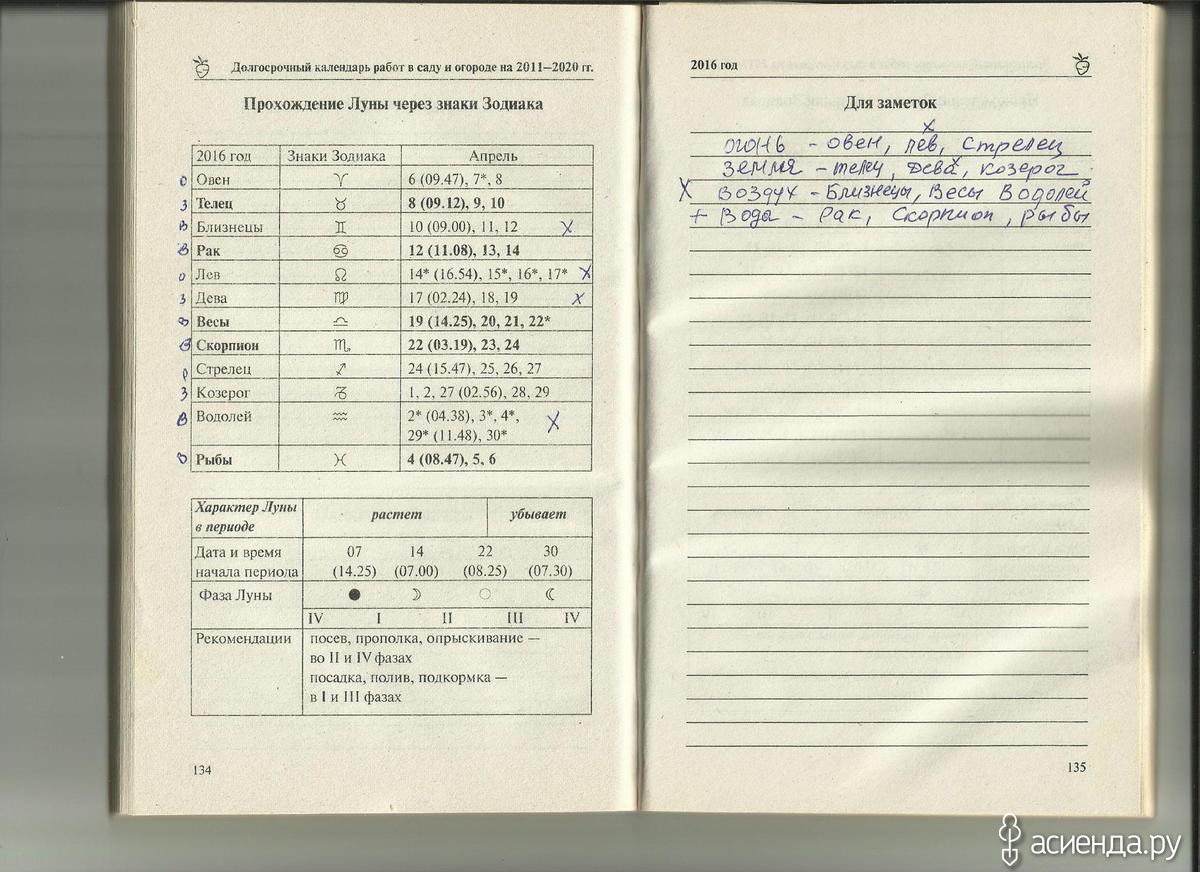 Долгосрочный календарь работ в саду и огороде на 2011—2020 гг.
Прохождение Луны через знаки Зодиака
2016 год Знаки Зодиака Апрель
О Овен ♈ 6 (09.47), 7*, 8
З Телец ♉ 8 (09.12), 9, 10
В Близнецы ♊ 10 (09.00), 11, 12 X
В Рак ♋ 12 (11.08), 13, 14
О Лев ♌ 14* (16.54), 15*, 16*, 17* X
З Дева ♍ 17 (02.24), 18, 19 X
В Весы ♎ 19 (14.25), 20, 21, 22*
В Скорпион ♏ 22 (03.19), 23, 24
О Стрелец ♐ 24 (15.47), 25, 26, 27
З Козерог ♑ 1, 2, 27 (02.56), 28, 29
В Водолей ♒ 2* (04.38), 3*, 4*,
29* (11.48), 30* X
В Рыбы ♓ 4 (08.47), 5, 6
Характер Луны
в периоде
растет убывает
Дата и время 07 14 22 30
начала периода (14.25) (07.00) (08.25) (07.30)
Фаза Луны ● ☽ ○ ☾
IV I II III IV
Рекомендации посев, прополка, опрыскивание —
во II и IV фазах
посадка, полив, подкормка —
в I и III фазах
134
2016 год
Для заметок
X
огонь - овен, лев, стрелец
земля - телец, дева, козерог
X воздух - Близнецы, Весы Водолей
+ Вода - Рак, Скорпион, рыбы
135
асиенда.ру